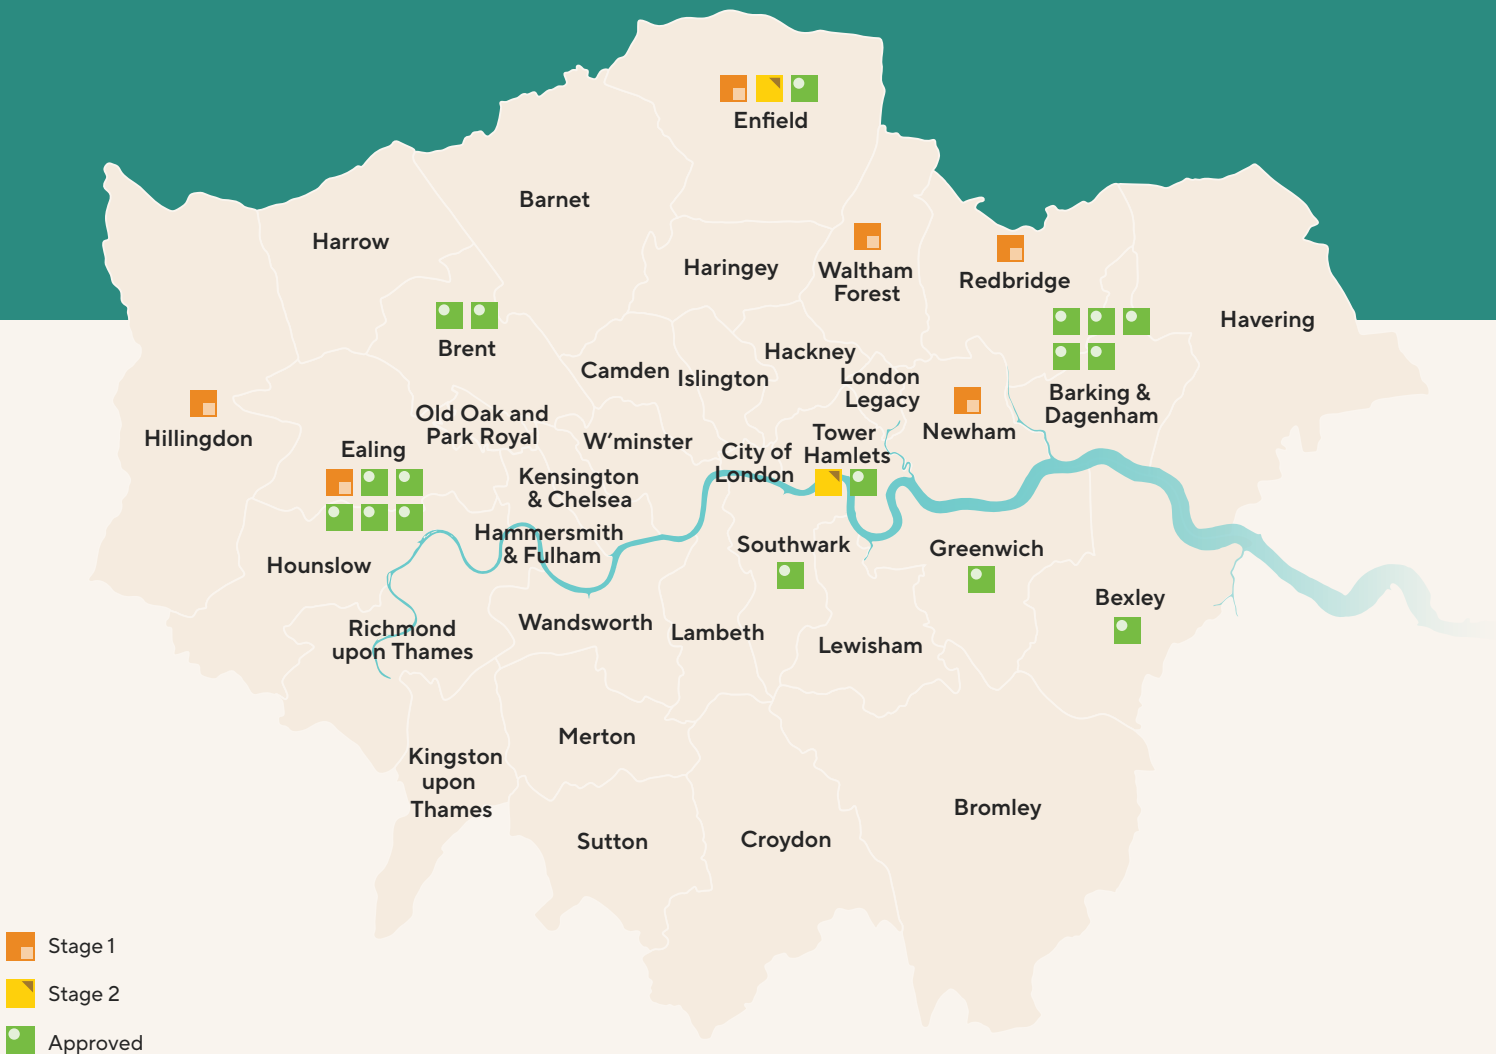 Enfield
Barnet
Harrow
Haringey
Waltham
Forest
Redbridge
Havering
Brent
Camden
Islington
Hackney
London
Legacy
Barking &
Dagenham
Hillingdon
Old Oak and
Park Royal
Ealing
W'minster
City of
London
Tower
Hamlets
Newham
Kensington
& Chelsea
Hammersmith
& Fulham
Hounslow
Southwark
Greenwich
Bexley
Richmond
upon Thames
Wandsworth
Lambeth
Lewisham
Merton
Kingston
upon
Thames
Bromley
Sutton
Croydon
Stage 1
Stage 2
Approved